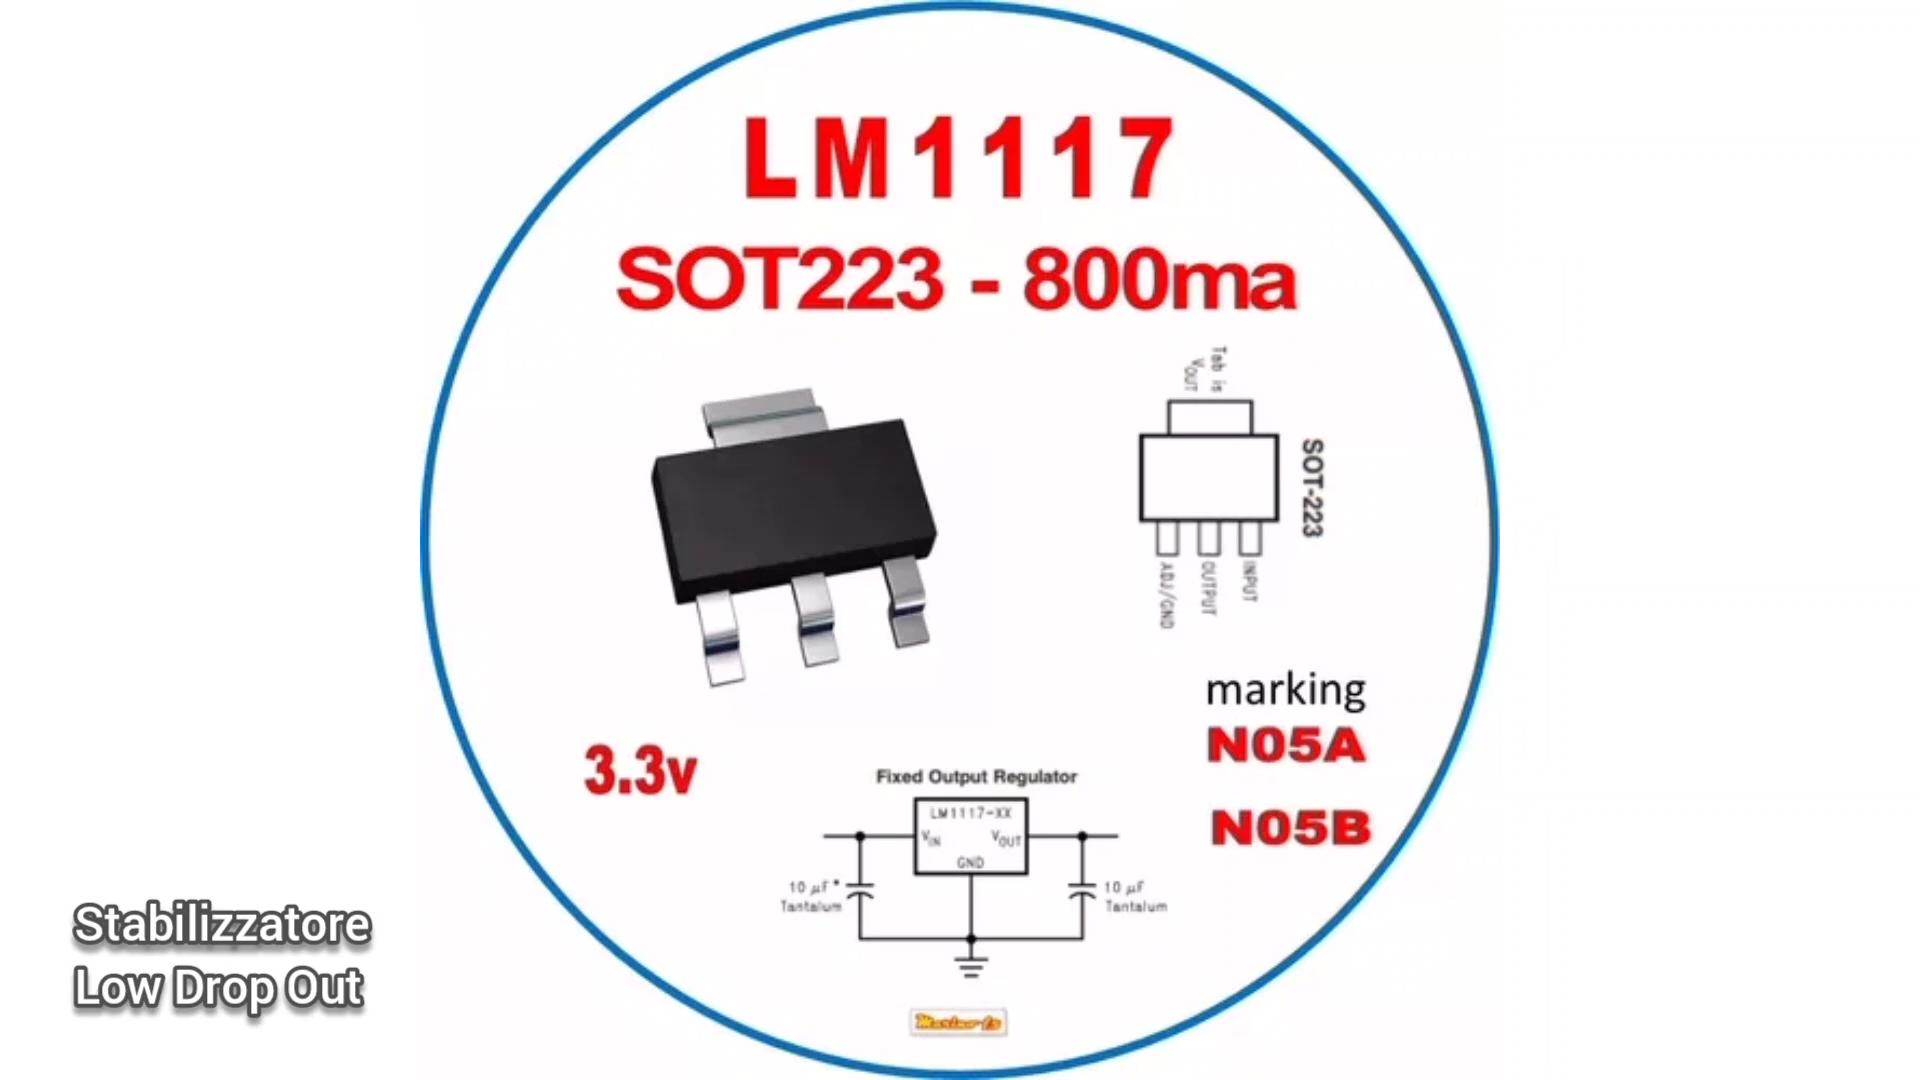 LM1117
SOT223 - 800ma
Tab is
VOUT
SOT-223
ADJ/GND
OUTPUT
INPUT
marking
N05A
N05B
3.3v
Fixed Output Regulator
LM1117-XX
VIN
VOUT
GND
10 µF*
Tantalum
10 µF
Tantalum
Stabilizzatore
Low Drop Out